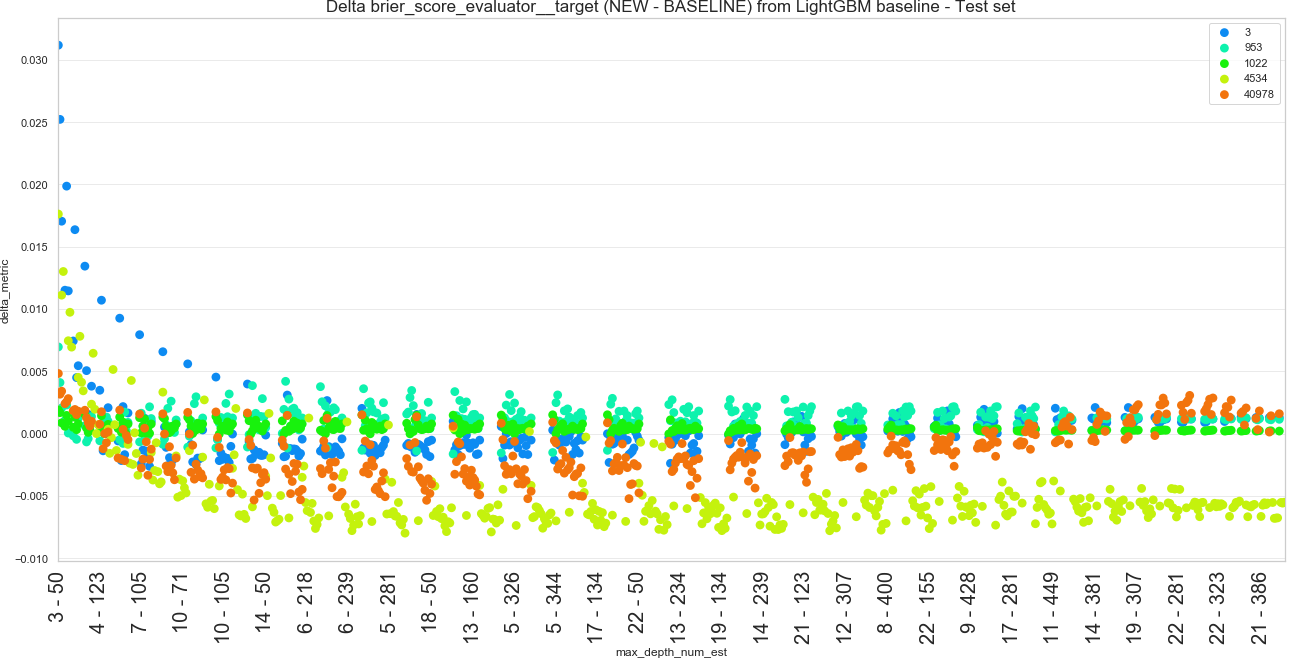 Delta brier_score_evaluator__target (NEW - BASELINE) from LightGBM baseline - Test set
3
953
1022
4534
40978
0.030
0.025
0.020
0.015
0.010
0.005
0.000
−0.005
−0.010
delta_metric
3 - 50
4 - 123
7 - 105
10 - 71
10 - 105
14 - 50
6 - 218
6 - 239
5 - 281
18 - 50
13 - 160
5 - 326
5 - 344
17 - 134
22 - 50
13 - 234
19 - 134
14 - 239
21 - 123
12 - 307
8 - 400
22 - 155
9 - 428
17 - 281
11 - 449
14 - 381
19 - 307
22 - 281
22 - 323
21 - 386
max_depth_num_est